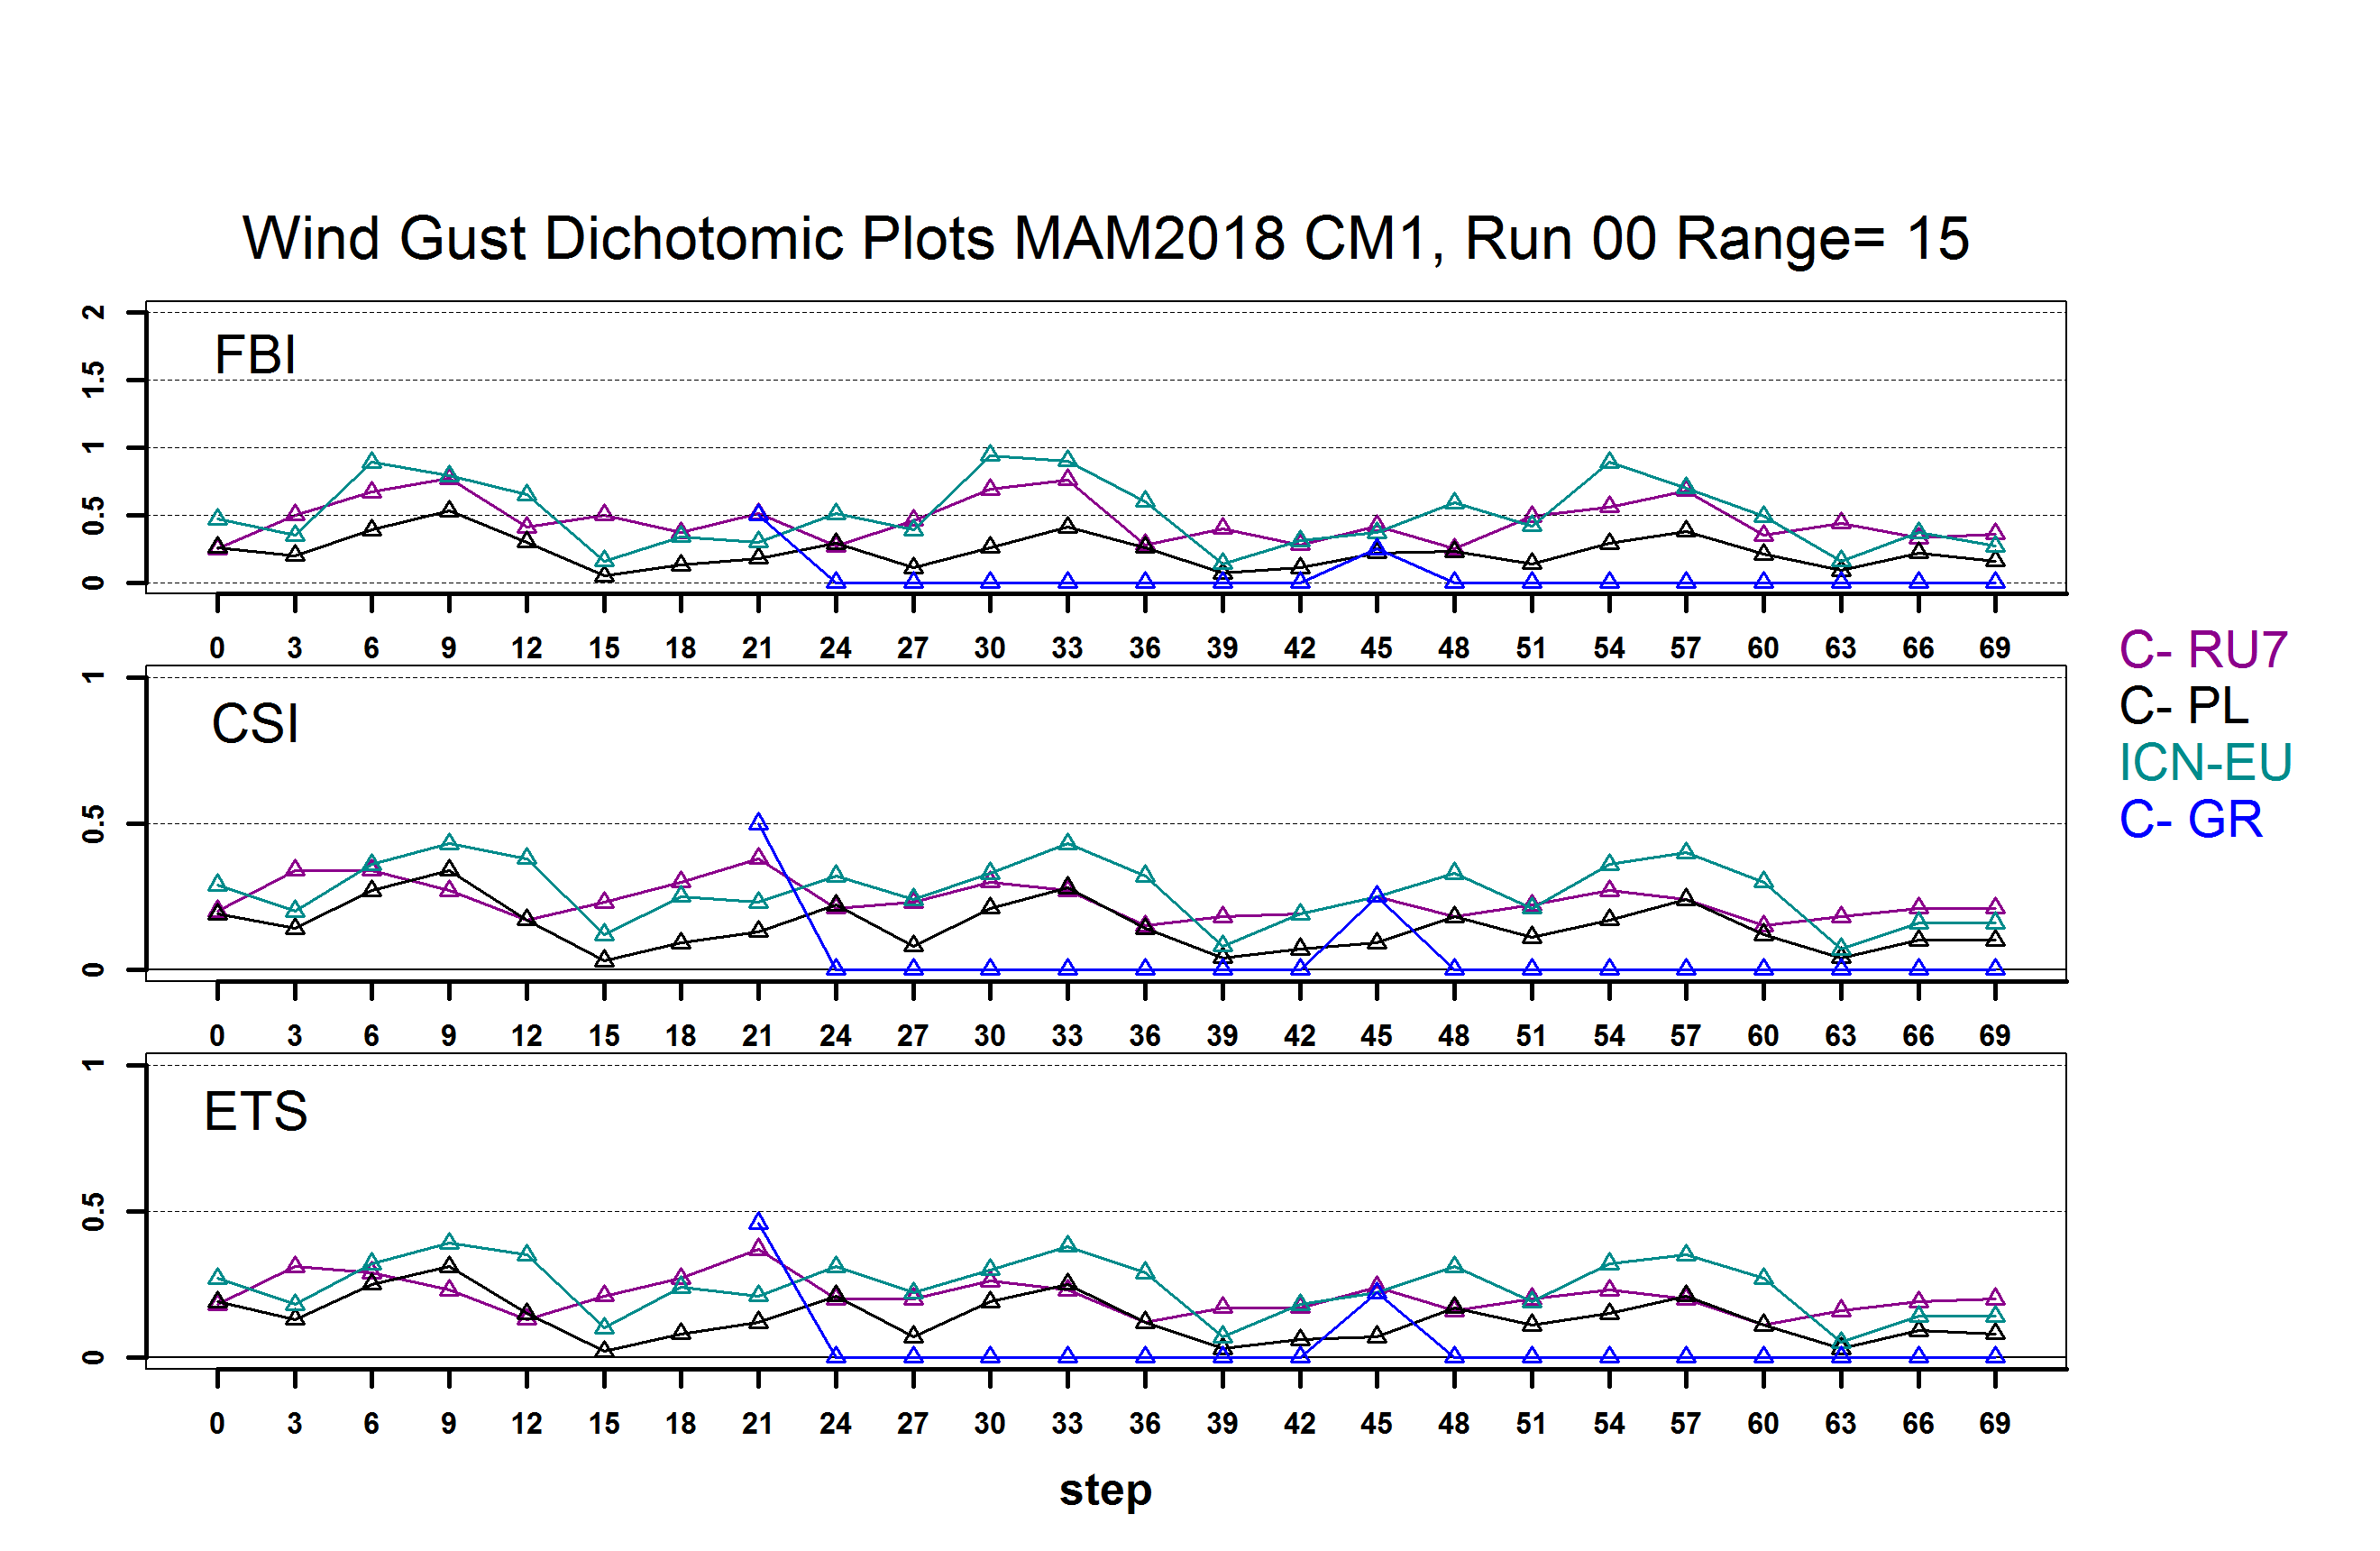 Wind Gust Dichotomic Plots MAM2018 CM1, Run 00 Range= 15
FBI
2
1.5
1
0.5
0
0 3 6 9 12 15 18 21 24 27 30 33 36 39 42 45 48 51 54 57 60 63 66 69
CSI
1
0.5
0
0 3 6 9 12 15 18 21 24 27 30 33 36 39 42 45 48 51 54 57 60 63 66 69
ETS
1
0.5
0
0 3 6 9 12 15 18 21 24 27 30 33 36 39 42 45 48 51 54 57 60 63 66 69
step
C- RU7
C- PL
ICN-EU
C- GR